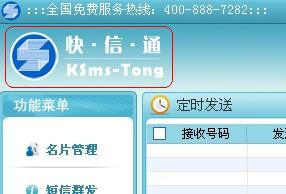 :::全国免费服务热线：400-888-7282:::
快·信·通
KSms-Tong
功能菜单
定时发送
接收号码
名片管理
短信群发